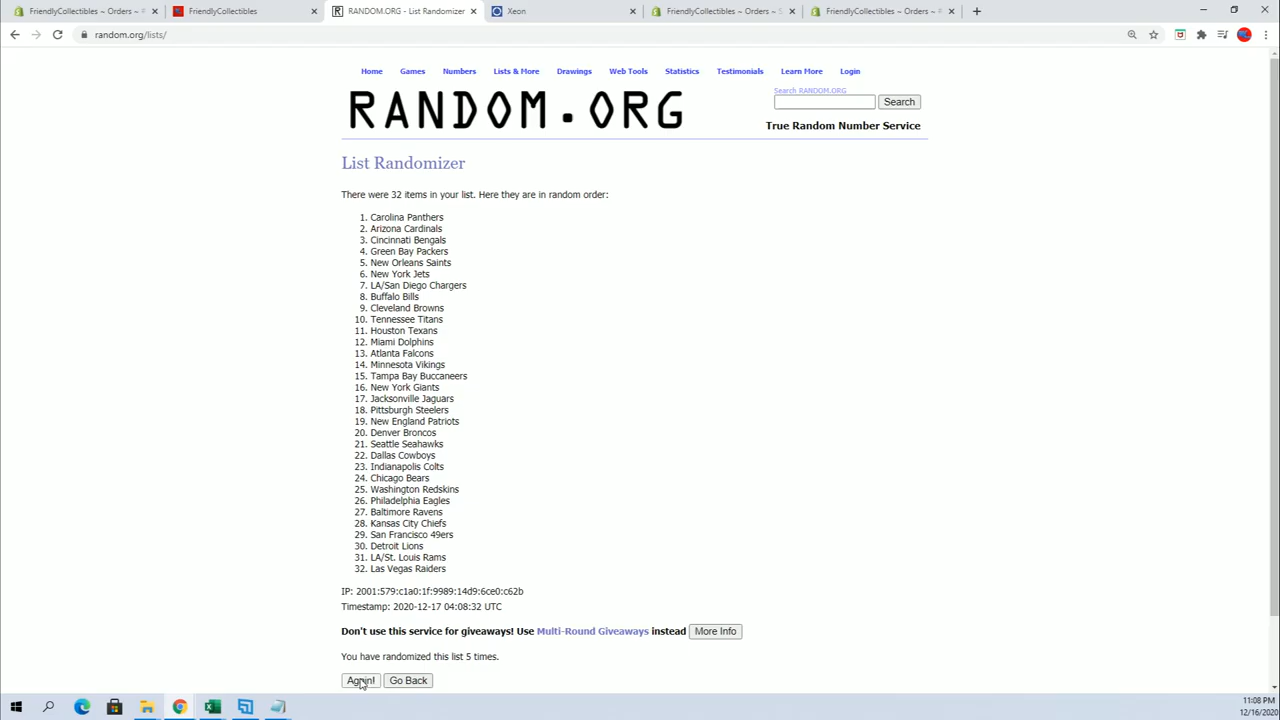 FriendlyCollectibles ~ Orders ~ #
FriendlyCollectibles
RANDOM.ORG - List Randomizer
Xeon
FriendlyCollectibles ~ Orders ~ S
FriendlyCollectibles ~ Orders ~ #
random.org/lists/
Home Games Numbers Lists & More Drawings Web Tools Statistics Testimonials Learn More Login
RANDOM.ORG
Search RANDOM.ORG
Search
True Random Number Service
List Randomizer
There were 32 items in your list. Here they are in random order:
1. Carolina Panthers
2. Arizona Cardinals
3. Cincinnati Bengals
4. Green Bay Packers
5. New Orleans Saints
6. New York Jets
7. LA/San Diego Chargers
8. Buffalo Bills
9. Cleveland Browns
10. Tennessee Titans
11. Houston Texans
12. Miami Dolphins
13. Atlanta Falcons
14. Minnesota Vikings
15. Tampa Bay Buccaneers
16. New York Giants
17. Jacksonville Jaguars
18. Pittsburgh Steelers
19. New England Patriots
20. Denver Broncos
21. Seattle Seahawks
22. Dallas Cowboys
23. Indianapolis Colts
24. Chicago Bears
25. Washington Redskins
26. Philadelphia Eagles
27. Baltimore Ravens
28. Kansas City Chiefs
29. San Francisco 49ers
30. Detroit Lions
31. LA/St. Louis Rams
32. Las Vegas Raiders
IP: 2001:579:c1a0:1f:9989:14d9:6ce0:c62b
Timestamp: 2020-12-17 04:08:32 UTC
Don't use this service for giveaways! Use Multi-Round Giveaways instead More Info
You have randomized this list 5 times.
Again! Go Back
11:08 PM
12/16/2020